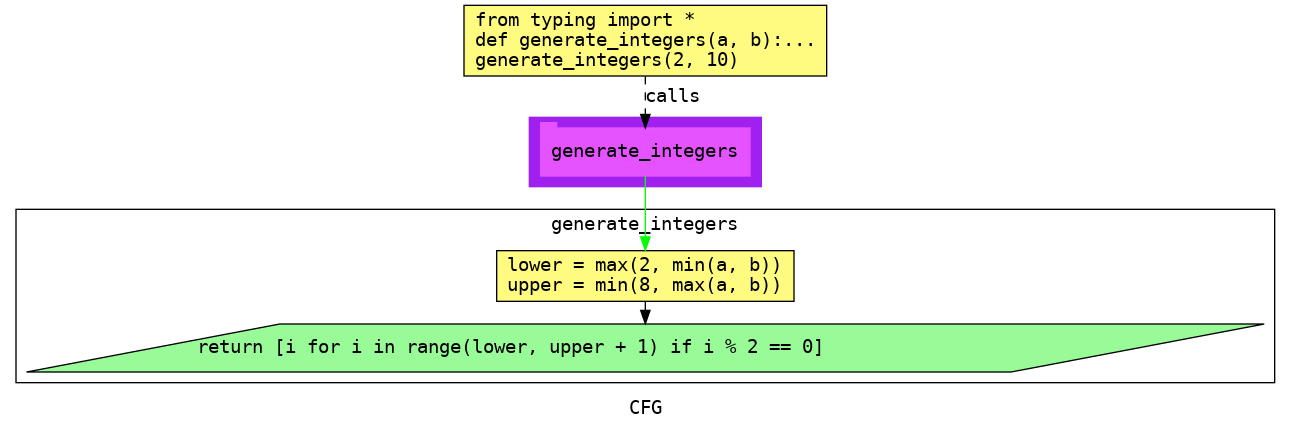 from typing import *
def generate_integers(a, b):...
generate_integers(2, 10)
calls
generate_integers
generate_integers
lower = max(2, min(a, b))
upper = min(8, max(a, b))
return [i for i in range(lower, upper + 1) if i % 2 == 0]
CFG